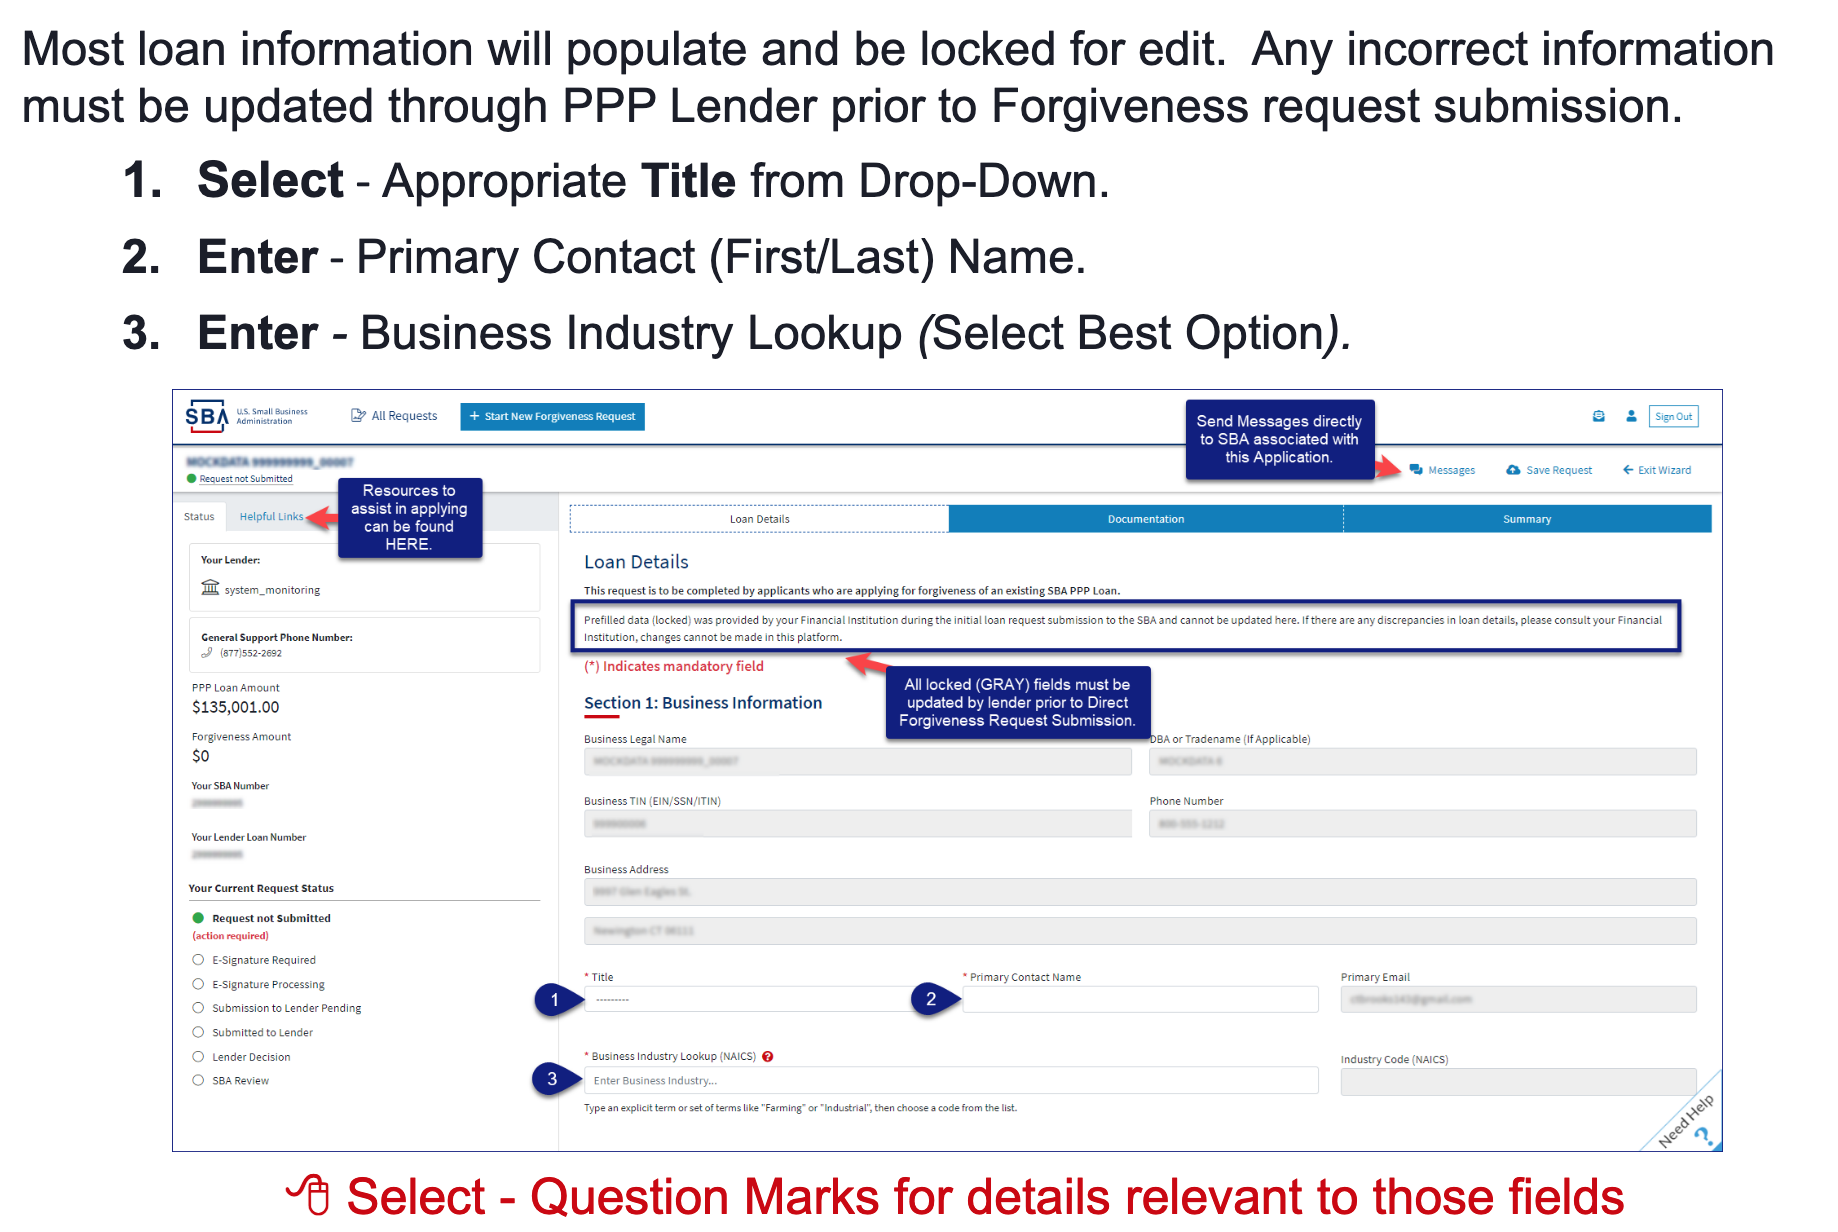 Most loan information will populate and be locked for edit.  Any incorrect information
must be updated through PPP Lender prior to Forgiveness request submission.
1. Select - Appropriate Title from Drop-Down.
2. Enter - Primary Contact (First/Last) Name.
3. Enter - Business Industry Lookup (Select Best Option).
SBA U.S. Small Business
Administration
All Requests
+ Start New Forgiveness Request
Send Messages directly
to SBA associated with
this Application.
Sign Out
Request not Submitted
Messages
Save Request
Exit Wizard
Status
Helpful Links
Resources to
assist in applying
can be found
HERE.
Loan Details
Documentation
Summary
Your Lender:
system_monitoring
General Support Phone Number:
(877)552-2692
PPP Loan Amount
$135,001.00
Forgiveness Amount
$0
Your SBA Number
Your Lender Loan Number
Your Current Request Status
Request not Submitted
(action required)
E-Signature Required
E-Signature Processing
Submission to Lender Pending
Submitted to Lender
Lender Decision
SBA Review
Loan Details
This request is to be completed by applicants who are applying for forgiveness of an existing SBA PPP Loan.
Prefilled data (locked) was provided by your Financial Institution during the initial loan request submission to the SBA and cannot be updated here. If there are any discrepancies in loan details, please consult your Financial
Institution, changes cannot be made in this platform.
(*) Indicates mandatory field
All locked (GRAY) fields must be
updated by lender prior to Direct
Forgiveness Request Submission.
Section 1: Business Information
Business Legal Name
DBA or Tradename (If Applicable)
Business TIN (EIN/SSN/ITIN)
Phone Number
Business Address
* Title
* Primary Contact Name
Primary Email
1
---------
2
* Business Industry Lookup (NAICS) ?
Industry Code (NAICS)
3
Enter Business Industry...
Type an explicit term or set of terms like "Farming" or "Industrial", then choose a code from the list.
Need Help
?
Select - Question Marks for details relevant to those fields